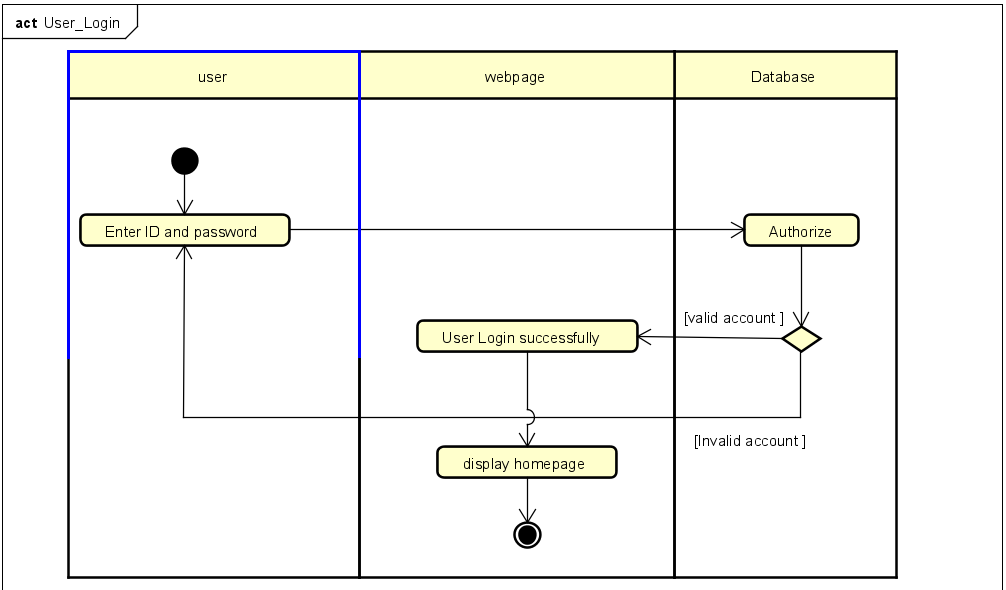 act User_Login
user
webpage
Database
Enter ID and password
Authorize
[valid account ]
User Login successfully
[Invalid account ]
display homepage